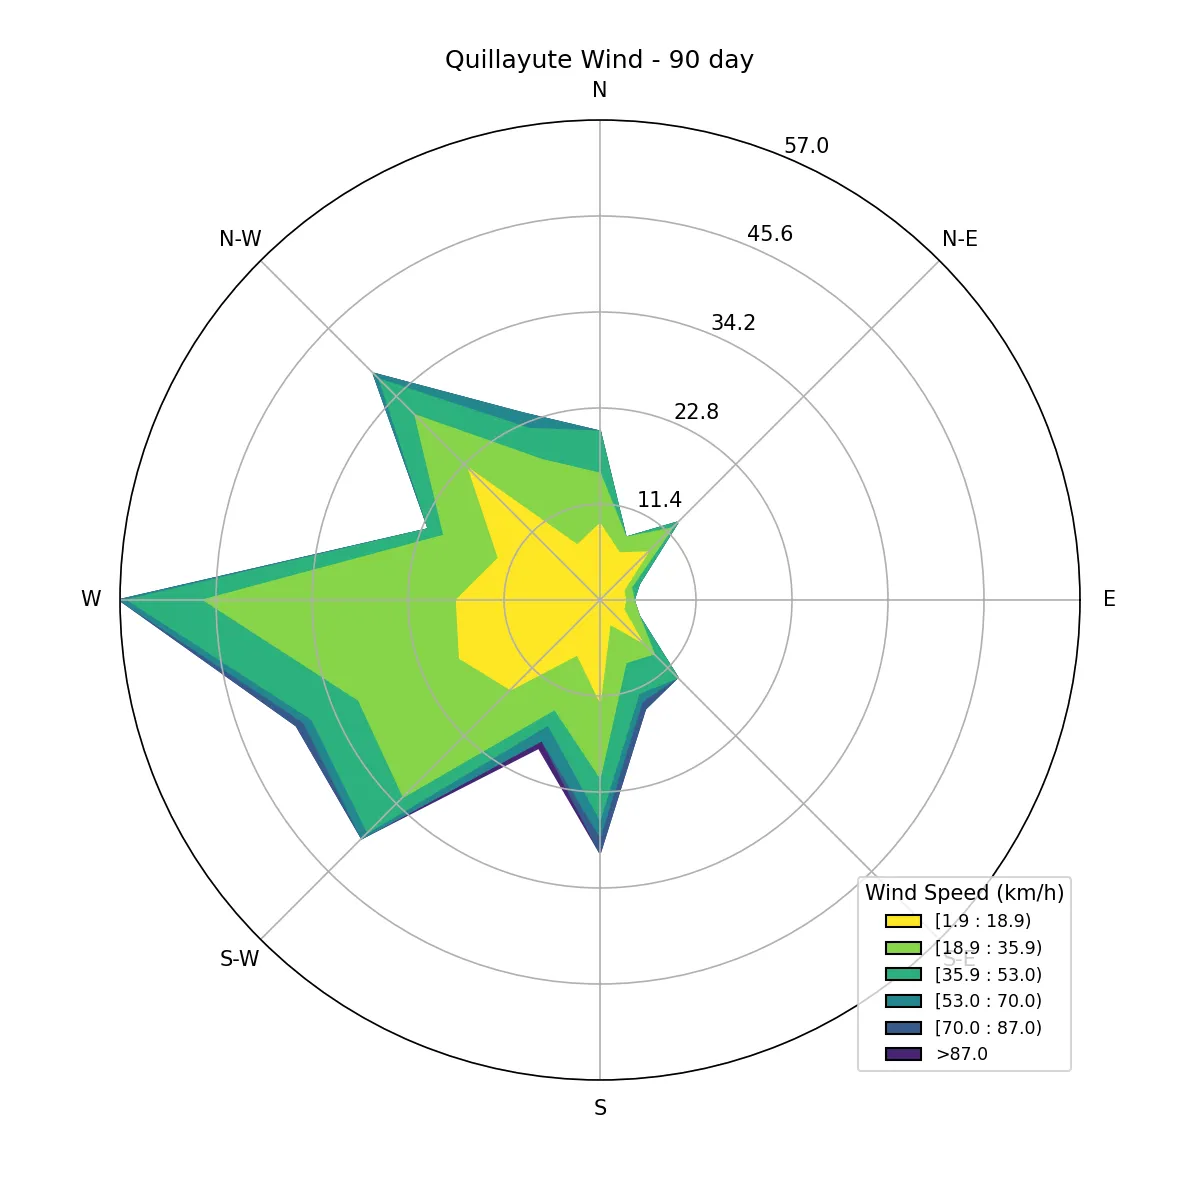 Quillayute Wind - 90 day
N
57.0
N-W
45.6
N-E
34.2
22.8
11.4
W
E
Wind Speed (km/h)
[1.9 : 18.9)
[18.9 : 35.9)
S-W
S-E
[35.9 : 53.0)
[53.0 : 70.0)
[70.0 : 87.0)
>87.0
S